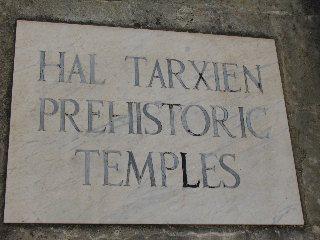 HAL TARXIEN
PREHISTORIC
TEMPLES